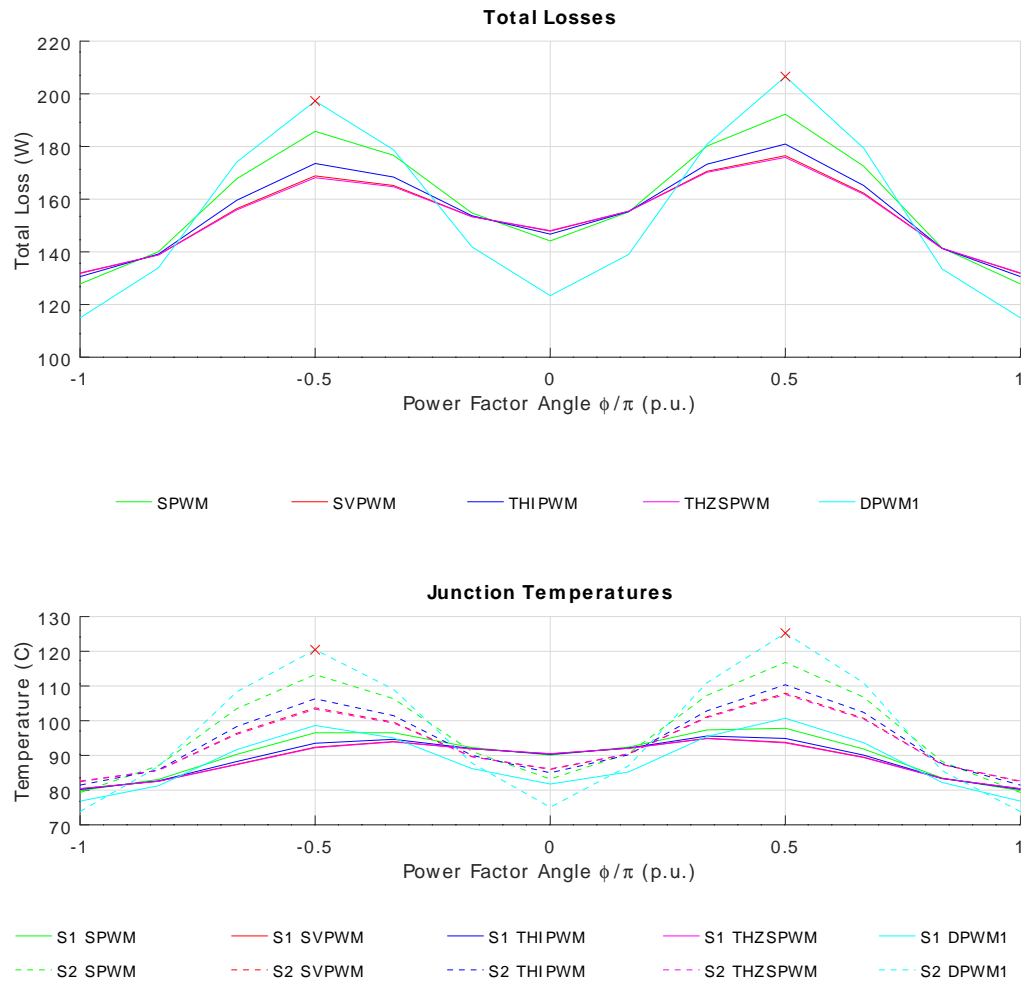 Total Losses
220
200
180
160
140
120
100
Total Loss (W)
-1 -0.5 0 0.5 1
Power Factor Angle ϕ/π (p.u.)
SPWM SVPWM THIPWM THZSPWM DPWM1
Junction Temperatures
130
120
110
100
90
80
70
Temperature (C)
-1 -0.5 0 0.5 1
Power Factor Angle ϕ/π (p.u.)
S1 SPWM S1 SVPWM S1 THIPWM S1 THZSPWM S1 DPWM1
S2 SPWM S2 SVPWM S2 THIPWM S2 THZSPWM S2 DPWM1